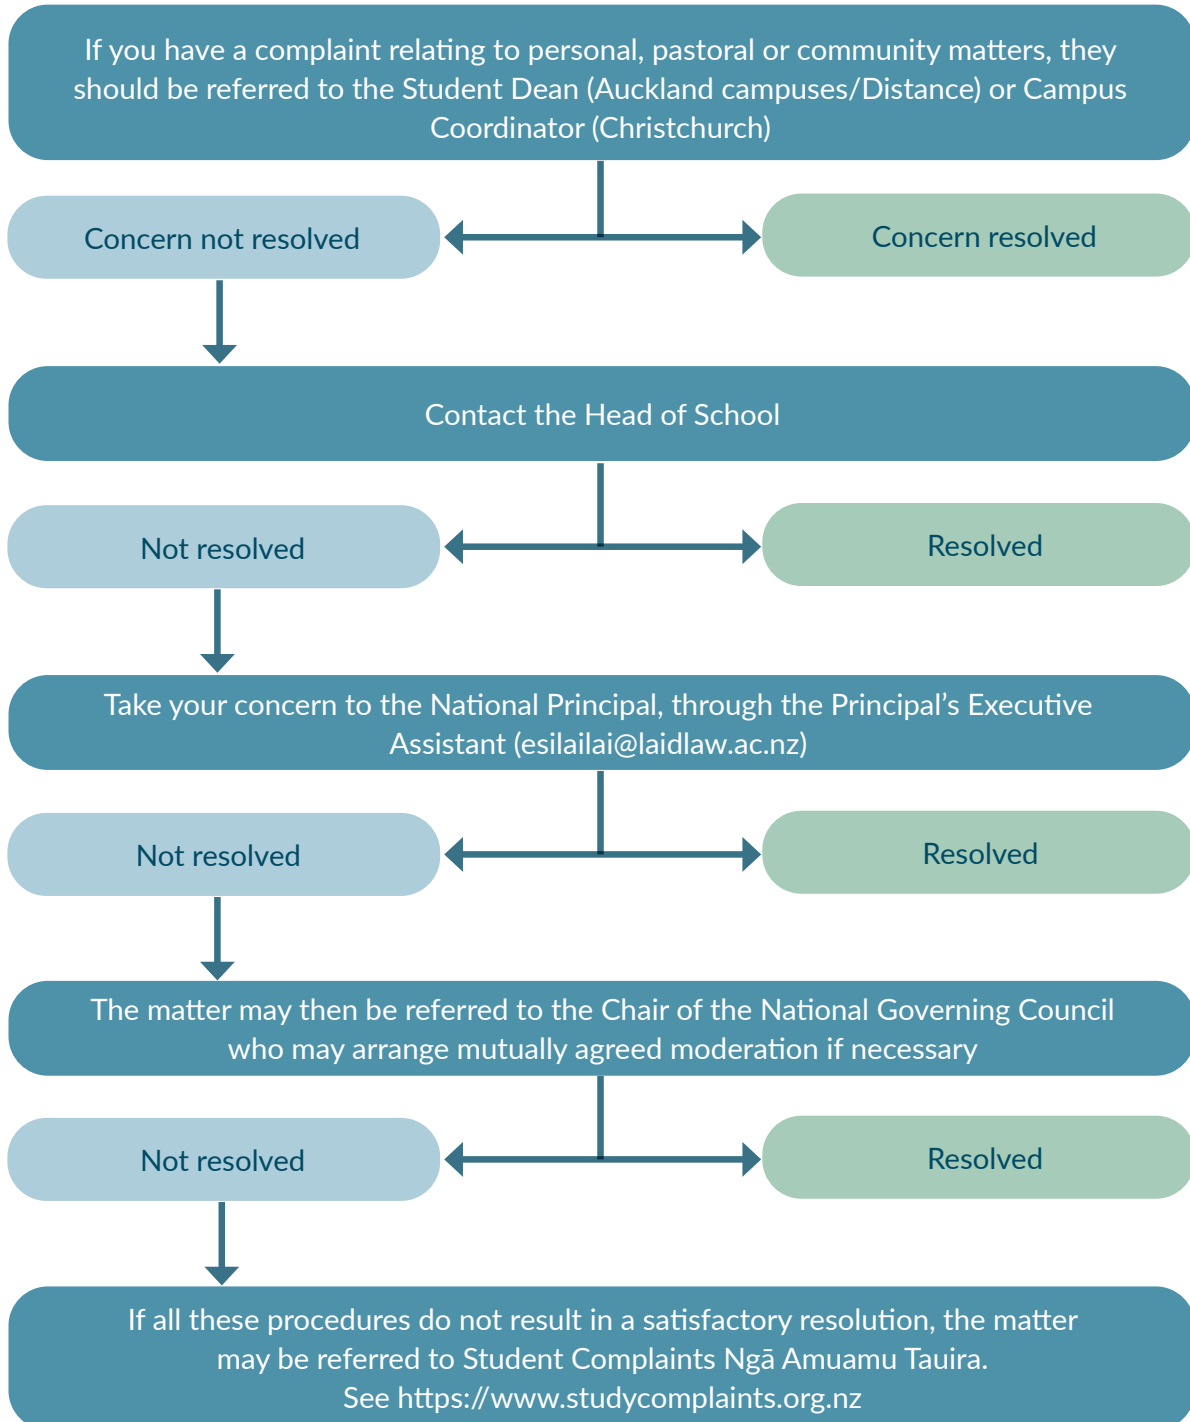 If you have a complaint relating to personal, pastoral or community matters, they
should be referred to the Student Dean (Auckland campuses/Distance) or Campus
Coordinator (Christchurch)
Concern not resolved
Concern resolved
Contact the Head of School
Not resolved
Resolved
Take your concern to the National Principal, through the Principal’s Executive
Assistant (esilailai@laidlaw.ac.nz)
Not resolved
Resolved
The matter may then be referred to the Chair of the National Governing Council
who may arrange mutually agreed moderation if necessary
Not resolved
Resolved
If all these procedures do not result in a satisfactory resolution, the matter
may be referred to Student Complaints Ngā Amuamu Tauira.
See https://www.studycomplaints.org.nz